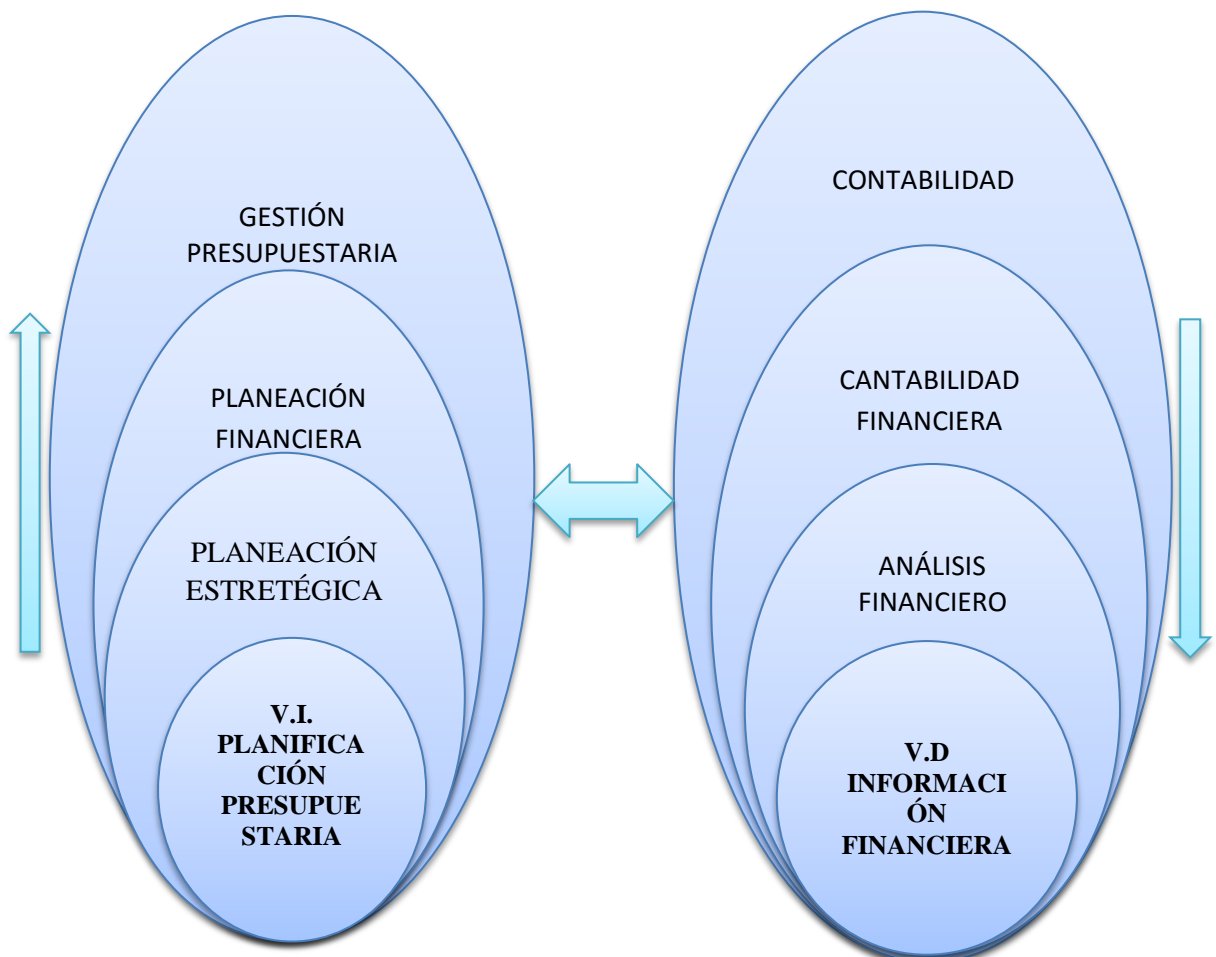 GESTIÓN
PRESUPUESTARIA
PLANEACIÓN
FINANCIERA
PLANEACIÓN
ESTRETÉGICA
V.I.
PLANIFICA
CIÓN
PRESUPUE
STARIA
CONTABILIDAD
CANTABILIDAD
FINANCIERA
ANÁLISIS
FINANCIERO
V.D
INFORMACI
ÓN
FINANCIERA